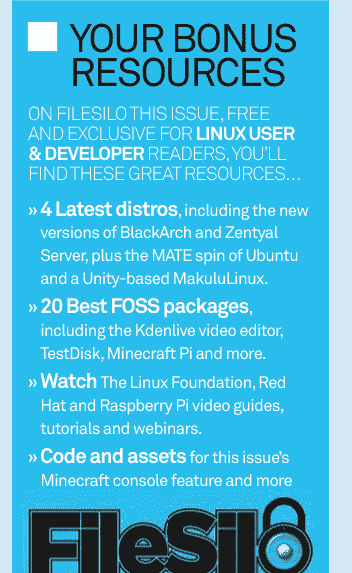 YOUR BONUS
RESOURCES
ON FILESILO THIS ISSUE, FREE
AND EXCLUSIVE FOR LINUX USER
& DEVELOPER READERS, YOU'LL
FIND THESE GREAT RESOURCES...
» 4 Latest distros, including the new
versions of BlackArch and Zentyal
Server, plus the MATE spin of Ubuntu
and a Unity-based MakuluLinux.
» 20 Best FOSS packages,
including the Kdenlive video editor,
TestDisk, Minecraft Pi and more.
» Watch The Linux Foundation, Red
Hat and Raspberry Pi video guides,
tutorials and webinars.
» Code and assets for this issue's
Minecraft console feature and more
FileSilo